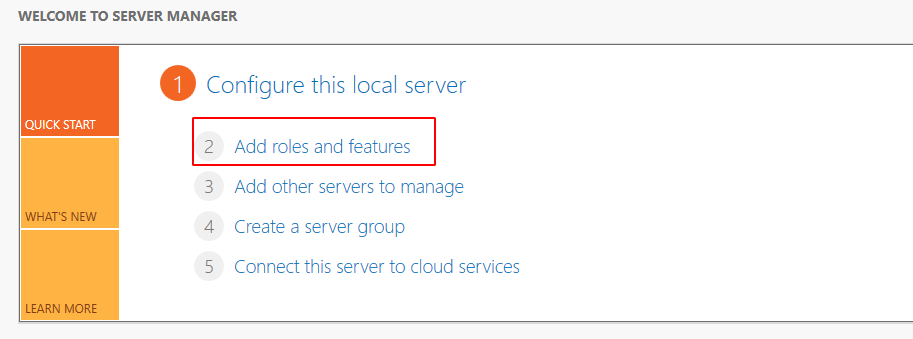 WELCOME TO SERVER MANAGER
QUICK START
WHAT'S NEW
LEARN MORE
1 Configure this local server
2 Add roles and features
3 Add other servers to manage
4 Create a server group
5 Connect this server to cloud services